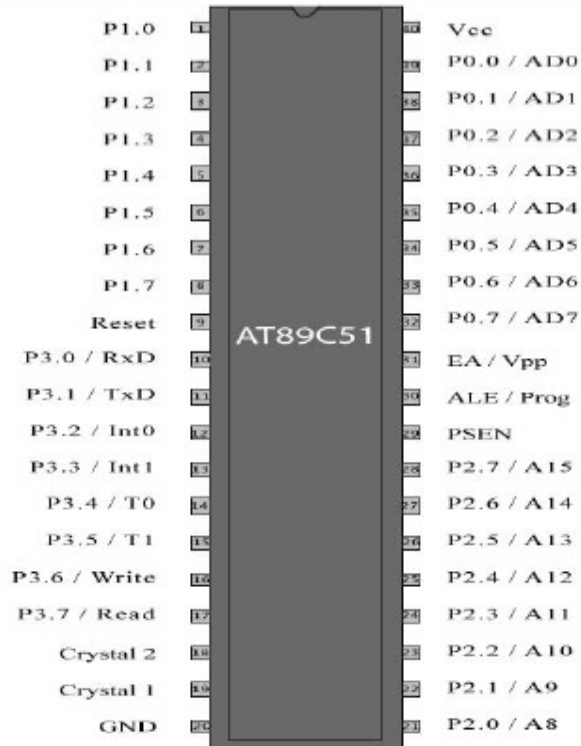 P1.0 1 40 Vcc
P1.1 2 39 P0.0 / AD0
P1.2 3 38 P0.1 / AD1
P1.3 4 37 P0.2 / AD2
P1.4 5 36 P0.3 / AD3
P1.5 6 35 P0.4 / AD4
P1.6 7 34 P0.5 / AD5
P1.7 8 33 P0.6 / AD6
Reset 9 32 P0.7 / AD7
AT89C51
P3.0 / RxD 10 31 EA / Vpp
P3.1 / TxD 11 30 ALE / Prog
P3.2 / Int0 12 29 PSEN
P3.3 / Int1 13 28 P2.7 / A15
P3.4 / T0 14 27 P2.6 / A14
P3.5 / T1 15 26 P2.5 / A13
P3.6 / Write 16 25 P2.4 / A12
P3.7 / Read 17 24 P2.3 / A11
Crystal 2 18 23 P2.2 / A10
Crystal 1 19 22 P2.1 / A9
GND 20 21 P2.0 / A8